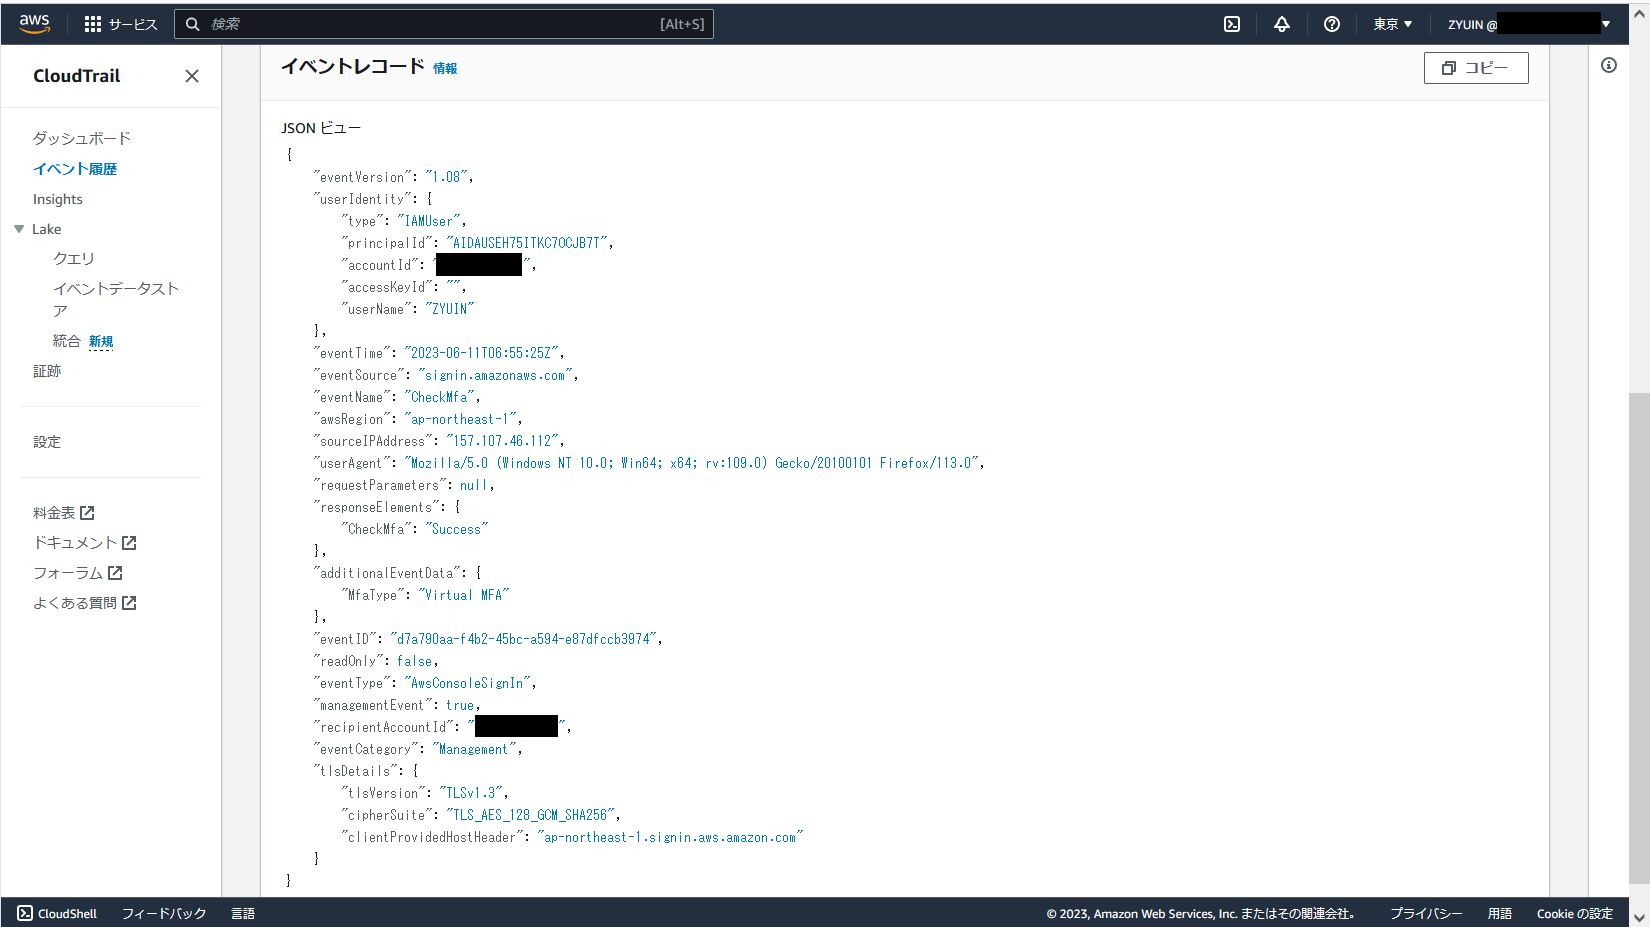 aws サービス 検索 [Alt+S] 東京 ZYUIN @
CloudTrail
ダッシュボード
イベント履歴
Insights
Lake
クエリ
イベントデータスト
ア
統合 新規
証跡
設定
料金表
ドキュメント
フォーラム
よくある質問
イベントレコード 情報
コピー
JSON ビュー
{
"eventVersion": "1.08",
"userIdentity": {
"type": "IAMUser",
"principalId": "AIDAUSEH75ITKC7OCJB7T",
"accountId": "",
"accessKeyId": "",
"userName": "ZYUIN"
},
"eventTime": "2023-06-11T06:55:25Z",
"eventSource": "signin.amazonaws.com",
"eventName": "CheckMfa",
"awsRegion": "ap-northeast-1",
"sourceIPAddress": "157.107.46.112",
"userAgent": "Mozilla/5.0 (Windows NT 10.0; Win64; x64; rv:109.0) Gecko/20100101 Firefox/113.0",
"requestParameters": null,
"responseElements": {
"CheckMfa": "Success"
},
"additionalEventData": {
"MfaType": "Virtual MFA"
},
"eventID": "d7a790aa-f4b2-45bc-a594-e87dfccb3974",
"readOnly": false,
"eventType": "AwsConsoleSignIn",
"managementEvent": true,
"recipientAccountId": "",
"eventCategory": "Management",
"tlsDetails": {
"tlsVersion": "TLSv1.3",
"cipherSuite": "TLS_AES_128_GCM_SHA256",
"clientProvidedHostHeader": "ap-northeast-1.signin.aws.amazon.com"
}
}
CloudShell フィードバック 言語 © 2023, Amazon Web Services, Inc. またはその関連会社。 プライバシー 用語 Cookie の設定